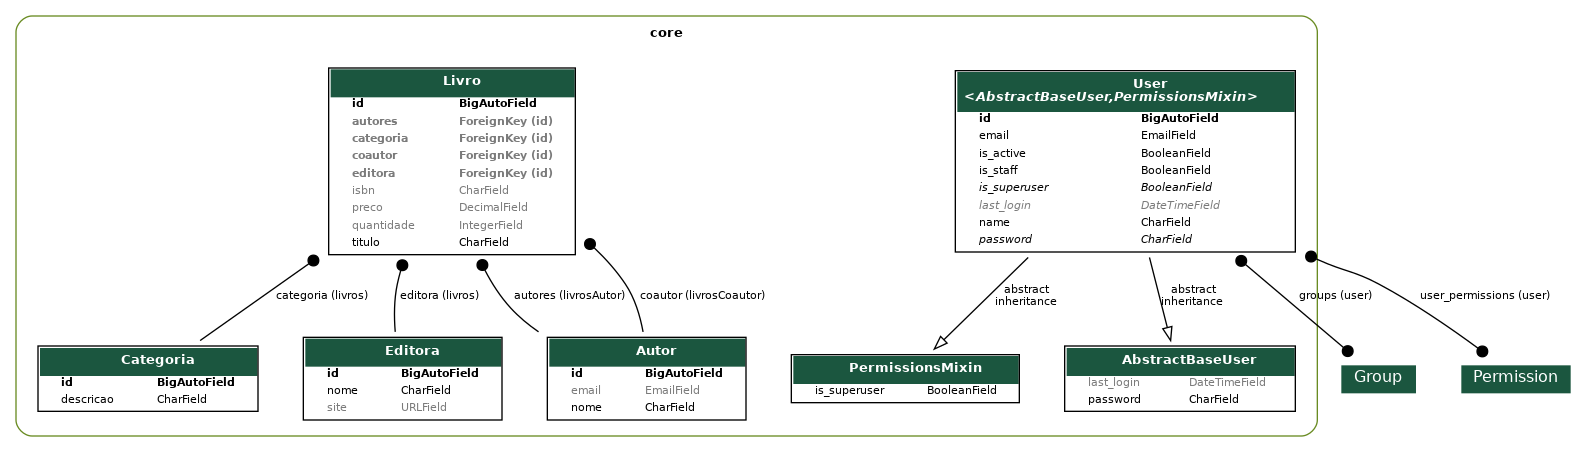 core
Livro
id BigAutoField
autores ForeignKey (id)
categoria ForeignKey (id)
coautor ForeignKey (id)
editora ForeignKey (id)
isbn CharField
preco DecimalField
quantidade IntegerField
titulo CharField
User
<AbstractBaseUser,PermissionsMixin>
id BigAutoField
email EmailField
is_active BooleanField
is_staff BooleanField
is_superuser BooleanField
last_login DateTimeField
name CharField
password CharField
categoria (livros)
editora (livros)
autores (livrosAutor)
coautor (livrosCoautor)
abstract
inheritance
abstract
inheritance
groups (user)
user_permissions (user)
Categoria
id BigAutoField
descricao CharField
Editora
id BigAutoField
nome CharField
site URLField
Autor
id BigAutoField
email EmailField
nome CharField
PermissionsMixin
is_superuser BooleanField
AbstractBaseUser
last_login DateTimeField
password CharField
Group
Permission